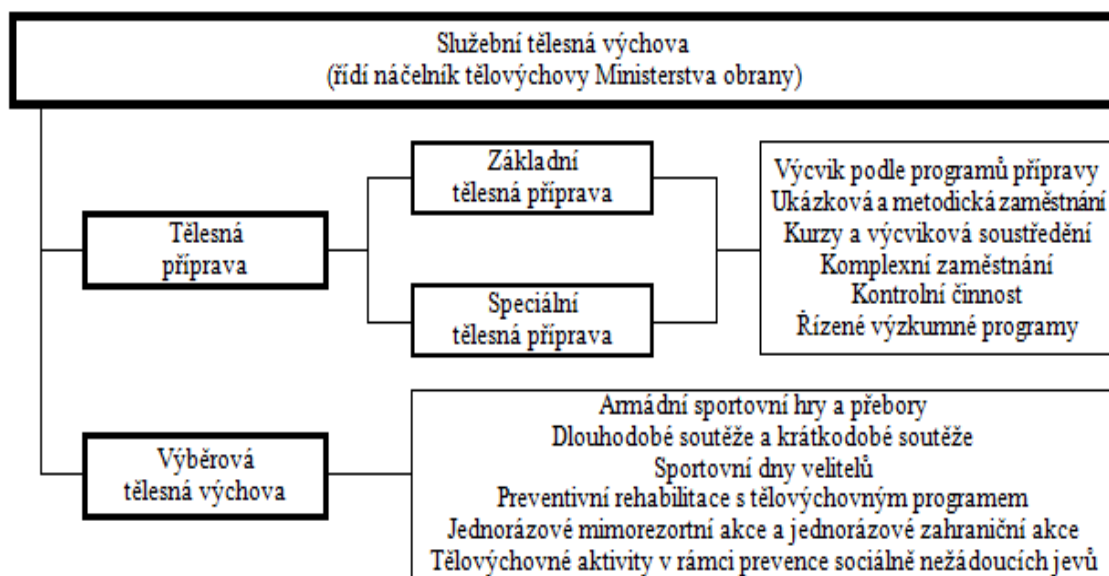 Služební tělesná výchova
(řídí náčelník tělovýchovy Ministerstva obrany)
Tělesná
příprava
Základní
tělesná příprava
Speciální
tělesná příprava
Výcvik podle programů přípravy
Ukázková a metodická zaměstnání
Kurzy a výcviková soustředění
Komplexní zaměstnání
Kontrolní činnost
Řízené výzkumné programy
Výběrová
tělesná výchova
Armádní sportovní hry a přebory
Dlouhodobé soutěže a krátkodobé soutěže
Sportovní dny velitelů
Preventivní rehabilitace s tělovýchovným programem
Jednorázové mimorezortní akce a jednorázové zahraniční akce
Tělovýchovné aktivity v rámci prevence sociálně nežádoucích jevů